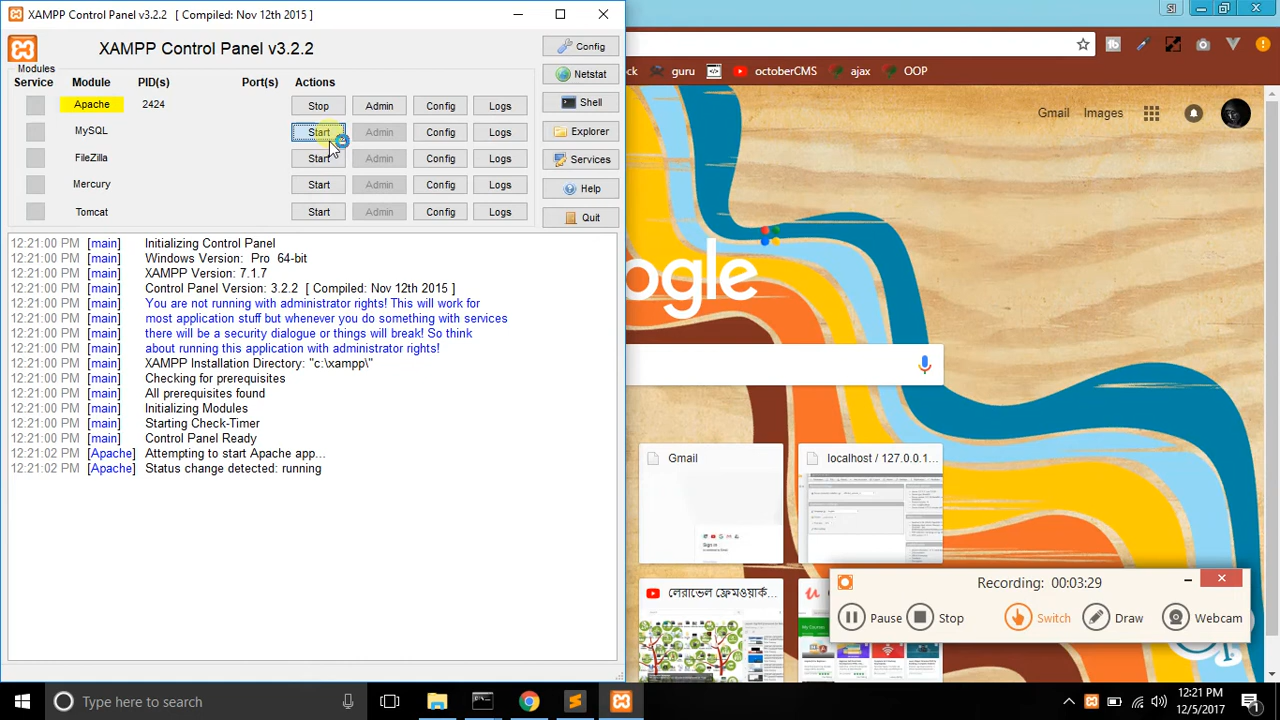 XAMPP Control Panel v3.2.2 [ Compiled: Nov 12th 2015 ]
XAMPP Control Panel v3.2.2
Config
Modules
Service Module PID(s) Port(s) Actions
Netstat
Apache 2424 Stop Admin Config Logs
Shell
MySQL Start Admin Config Logs
Explorer
FileZilla Start Admin Config Logs
Services
Mercury Start Admin Config Logs
Help
Tomcat Start Admin Config Logs
Quit
12:21:00 PM [main] Initializing Control Panel
12:21:00 PM [main] Windows Version: Pro 64-bit
12:21:00 PM [main] XAMPP Version: 7.1.7
12:21:00 PM [main] Control Panel Version: 3.2.2 [ Compiled: Nov 12th 2015 ]
12:21:00 PM [main] You are not running with administrator rights! This will work for
12:21:00 PM [main] most application stuff but whenever you do something with services
12:21:00 PM [main] there will be a security dialogue or things will break! So think
12:21:00 PM [main] about running this application with administrator rights!
12:21:00 PM [main] XAMPP Installation Directory: "c:\xampp\"
12:21:00 PM [main] Checking for prerequisites
12:21:00 PM [main] All prerequisites found
12:21:00 PM [main] Initializing Modules
12:21:00 PM [main] Starting Check-Timer
12:21:00 PM [main] Control Panel Ready
12:21:02 PM [Apache] Attempting to start Apache app...
12:21:02 PM [Apache] Status change detected: running
SI
ck guru octoberCMS ajax OOP
Gmail Images
ogle
Gmail
localhost / 127.0.0.1...
Sign in
লারাভেল ফ্রেমওয়ার্ক...
My Courses
Recording: 00:03:29
Pause Stop Switch Draw Webcam
Type here to search
12:21 PM
12/5/2017
1